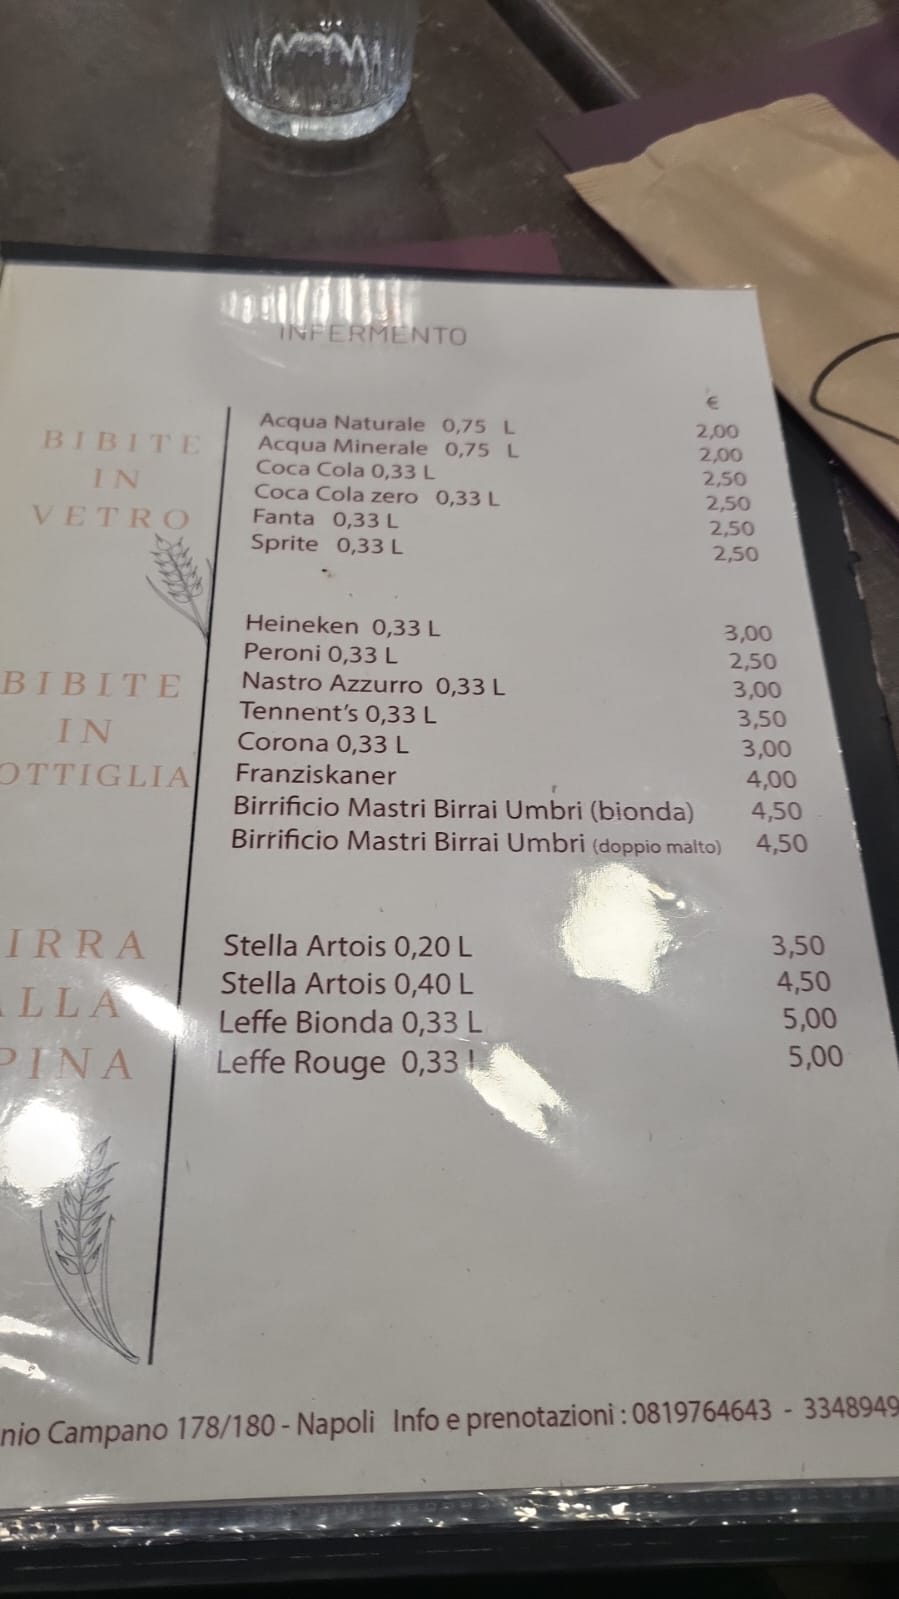 INFERMENTO
€
BIBITE
IN
VETRO
Acqua Naturale 0,75 L 2,00
Acqua Minerale 0,75 L 2,00
Coca Cola 0,33 L 2,50
Coca Cola zero 0,33 L 2,50
Fanta 0,33 L 2,50
Sprite 0,33 L 2,50
BIBITE
IN
OTTIGLIA
Heineken 0,33 L 3,00
Peroni 0,33 L 2,50
Nastro Azzurro 0,33 L 3,00
Tennent's 0,33 L 3,50
Corona 0,33 L 3,00
Franziskaner 4,00
Birrificio Mastri Birrai Umbri (bionda) 4,50
Birrificio Mastri Birrai Umbri (doppio malto) 4,50
IRRA
LLA
PINA
Stella Artois 0,20 L 3,50
Stella Artois 0,40 L 4,50
Leffe Bionda 0,33 L 5,00
Leffe Rouge 0,33 L 5,00
nio Campano 178/180 - Napoli Info e prenotazioni : 0819764643 - 3348949